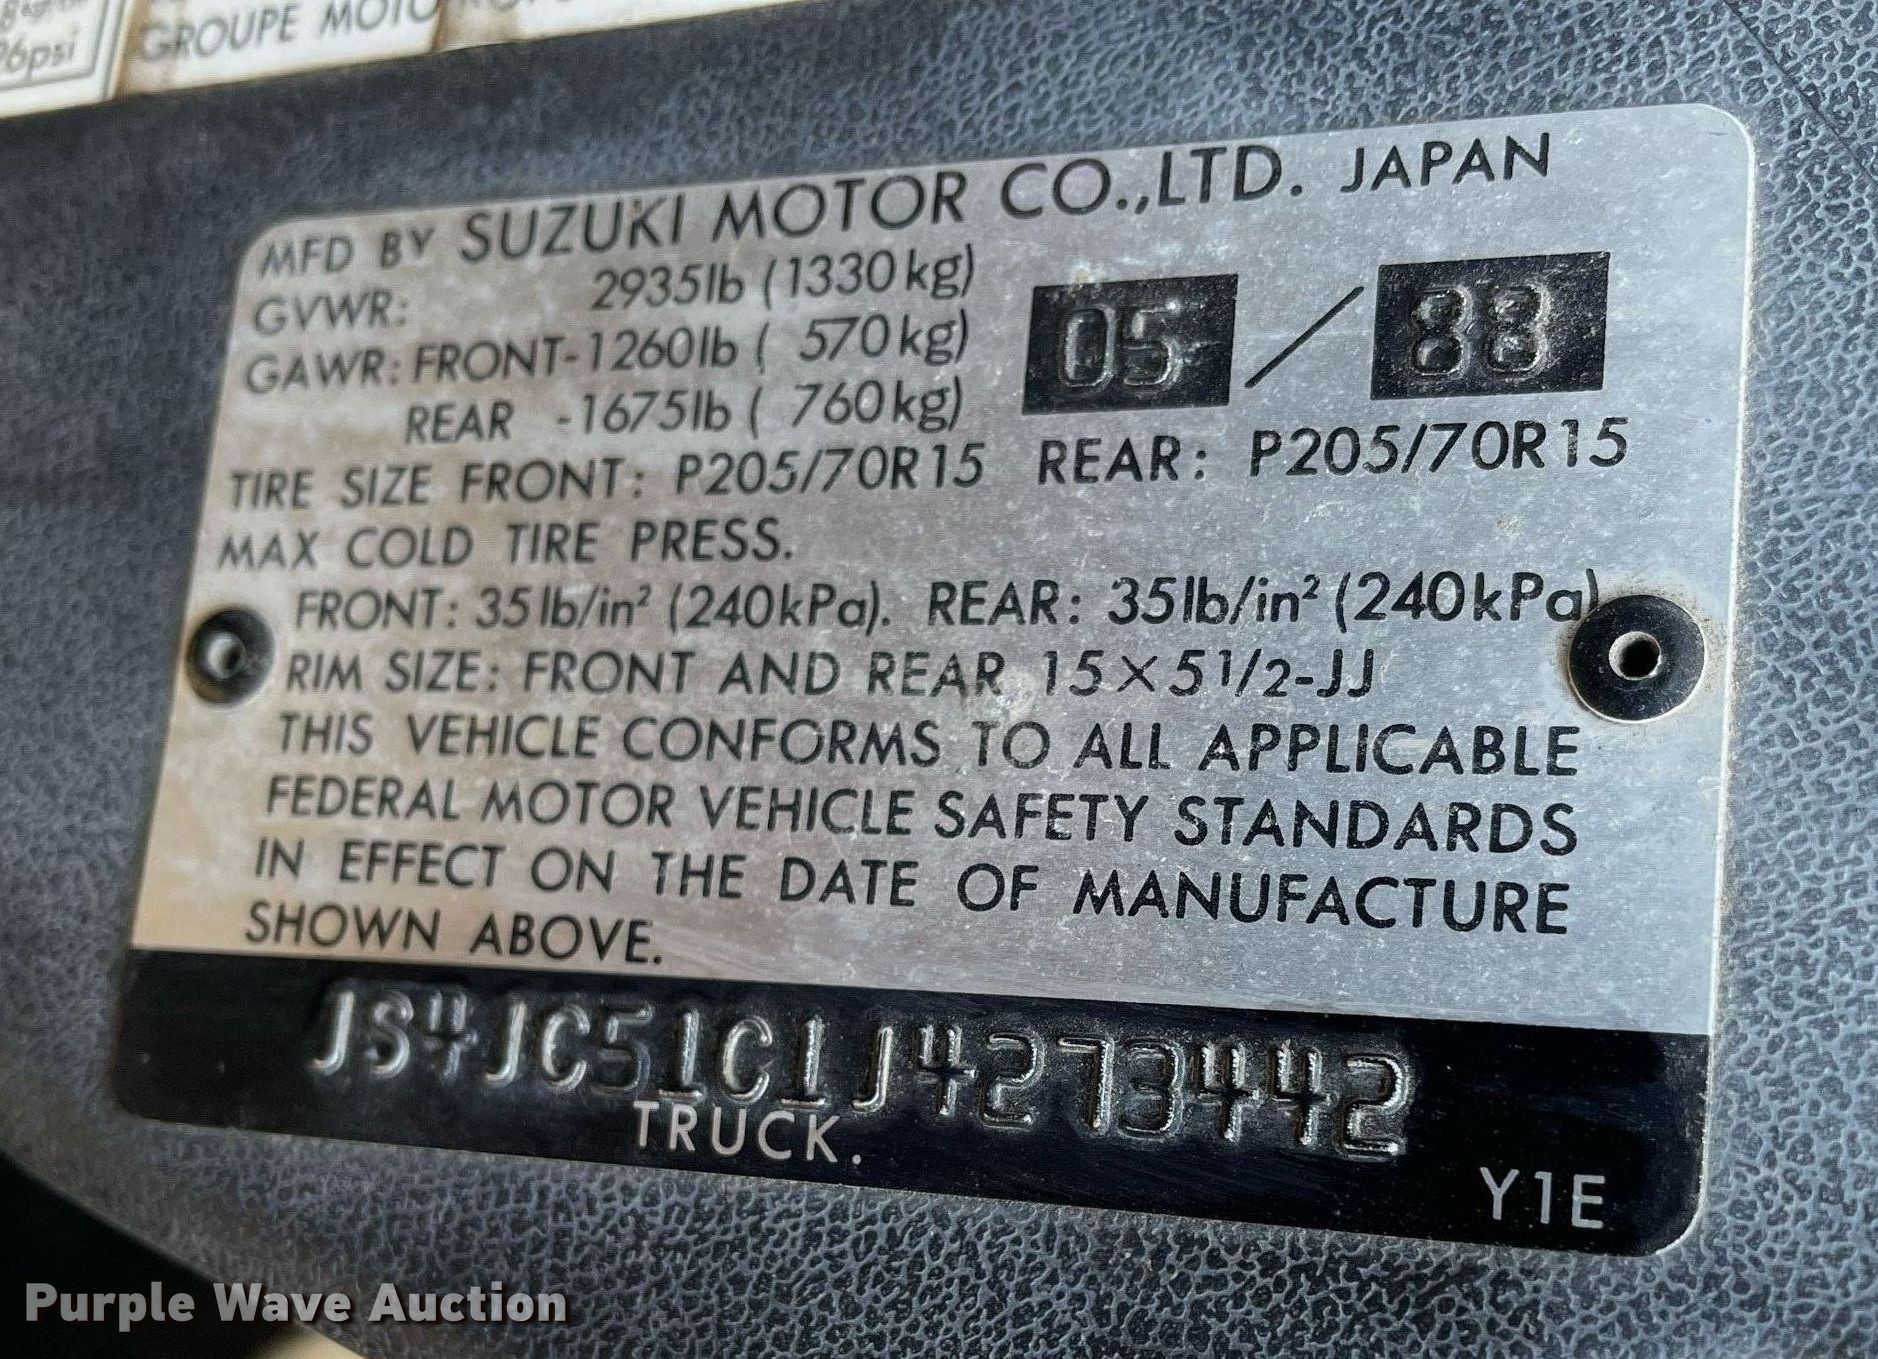 6psi
GROUPE MOTO
MFD BY SUZUKI MOTOR CO.,LTD. JAPAN
GVWR: 2935lb (1330kg)
GAWR: FRONT-1260lb ( 570kg) 05 / 88
REAR -1675lb ( 760kg)
TIRE SIZE FRONT: P205/70R15 REAR: P205/70R15
MAX COLD TIRE PRESS.
FRONT: 35lb/in² (240kPa). REAR: 35lb/in² (240kPa)
RIM SIZE: FRONT AND REAR 15×5 1/2-JJ
THIS VEHICLE CONFORMS TO ALL APPLICABLE
FEDERAL MOTOR VEHICLE SAFETY STANDARDS
IN EFFECT ON THE DATE OF MANUFACTURE
SHOWN ABOVE.
JS4JC51C1J4273442
TRUCK.
Y1E
Purple Wave Auction